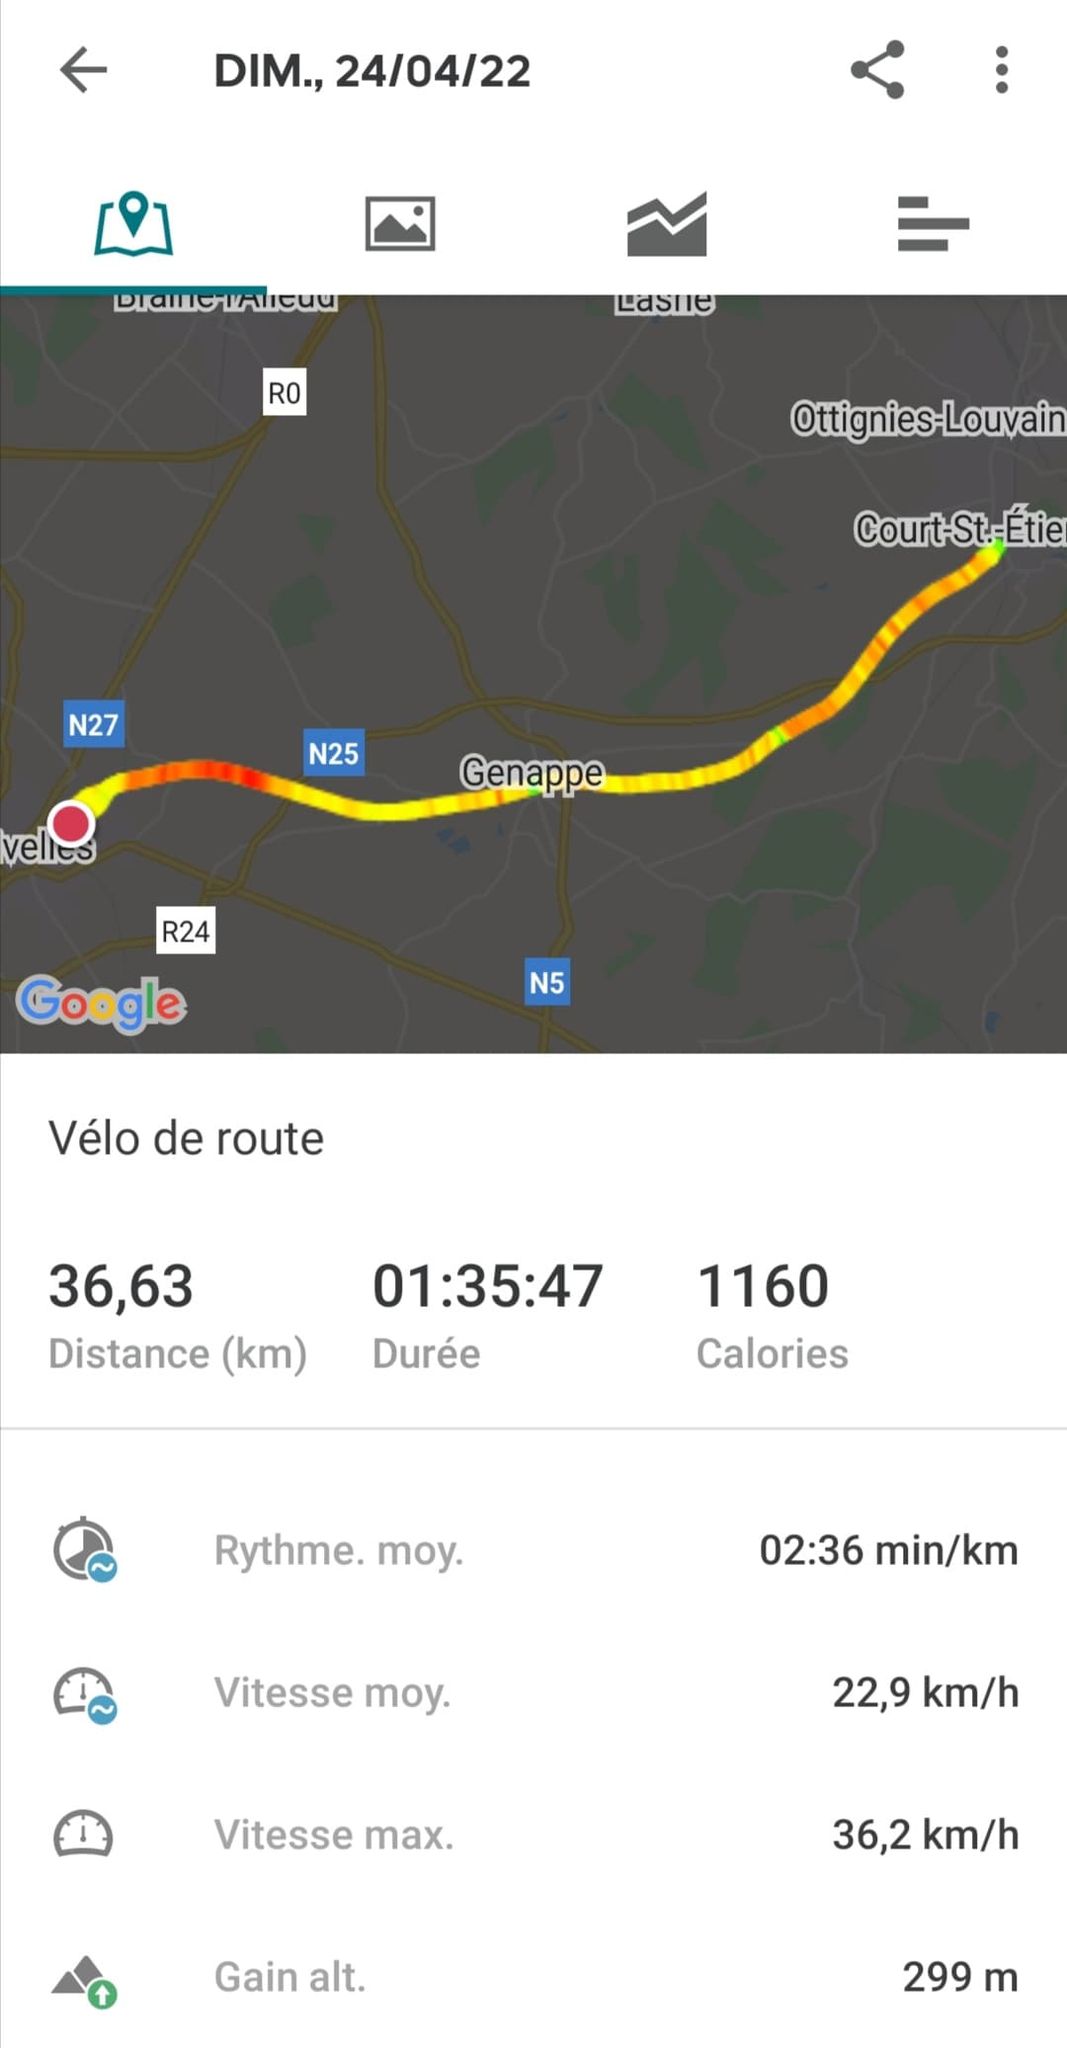 DIM., 24/04/22
Braine-l'Alleud
Lasne
R0
Ottignies-Louvain
Court-St.-Étie
N27
N25
Genappe
velles
R24
N5
Google
Vélo de route
36,63
01:35:47
1160
Distance (km)
Durée
Calories
Rythme. moy.
02:36 min/km
Vitesse moy.
22,9 km/h
Vitesse max.
36,2 km/h
Gain alt.
299 m